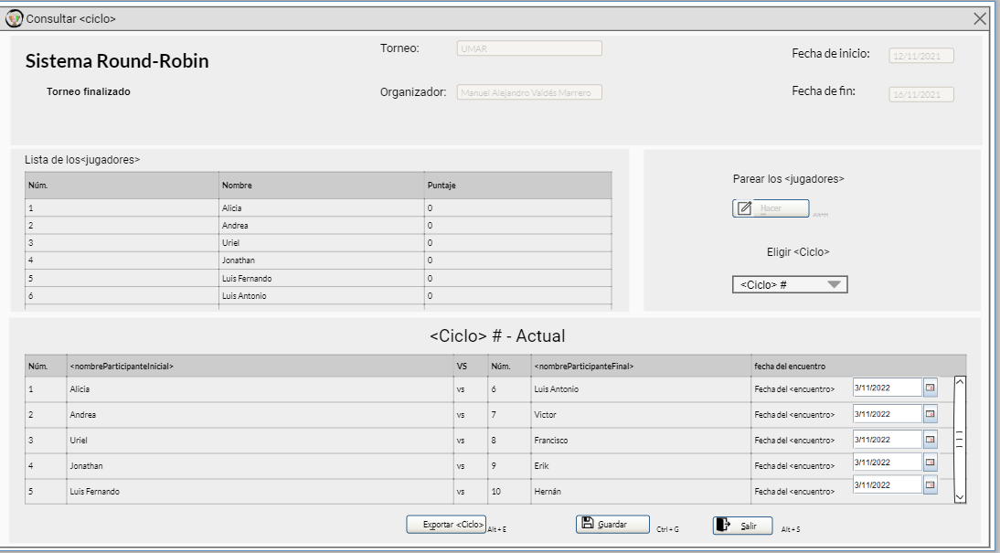 Consultar <ciclo>
Sistema Round-Robin
Torneo finalizado
Torneo: UMAR
Organizador: Manuel Alejandro Valdés Marrero
Fecha de inicio: 12/11/2021
Fecha de fin: 16/11/2021
Lista de los<jugadores>
Núm. Nombre Puntaje
1 Alicia 0
2 Andrea 0
3 Uriel 0
4 Jonathan 0
5 Luis Fernando 0
6 Luis Antonio 0
Parear los <jugadores>
Hacer Alt+H
Eligir <Ciclo>
<Ciclo> #
<Ciclo> # - Actual
Núm. <nombreParticipanteInicial> VS Núm. <nombreParticipanteFinal> fecha del encuentro
1 Alicia vs 6 Luis Antonio Fecha del <encuentro> 3/11/2022
2 Andrea vs 7 Victor Fecha del <encuentro> 3/11/2022
3 Uriel vs 8 Francisco Fecha del <encuentro> 3/11/2022
4 Jonathan vs 9 Erik Fecha del <encuentro> 3/11/2022
5 Luis Fernando vs 10 Hernán Fecha del <encuentro> 3/11/2022
Exportar <Ciclo> Alt + E
Guardar Ctrl + G
Salir Alt + S